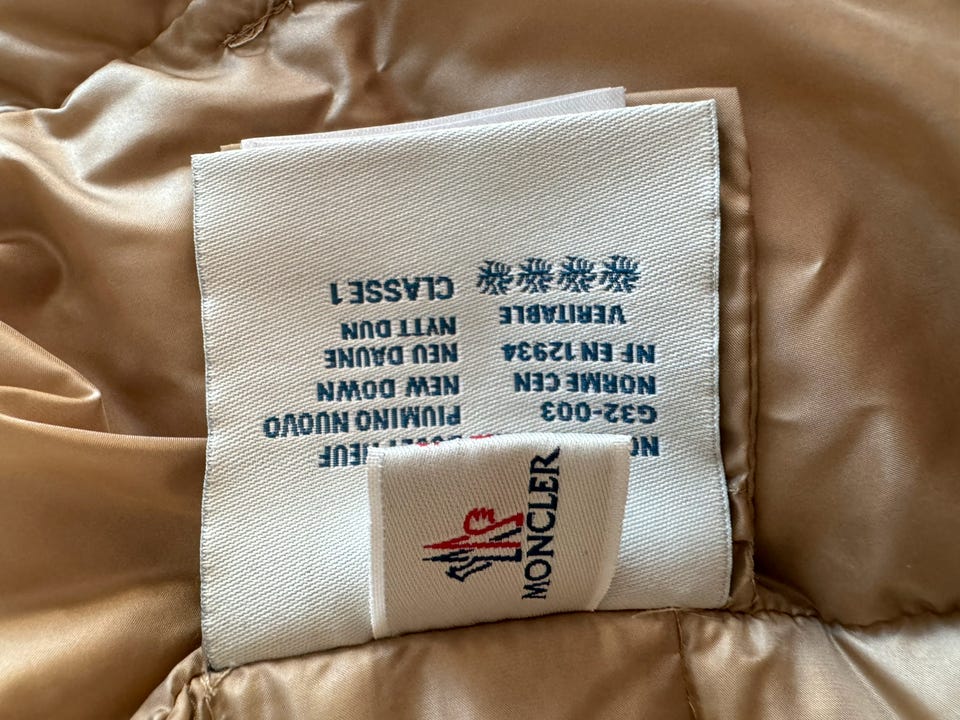 G32-003
NORME CEN
NF EN 12934
VERITABLE
PIUMINO NUOVO
NEW DOWN
NEU DAUNE
NYTT DUN
CLASSE 1
MONCLER